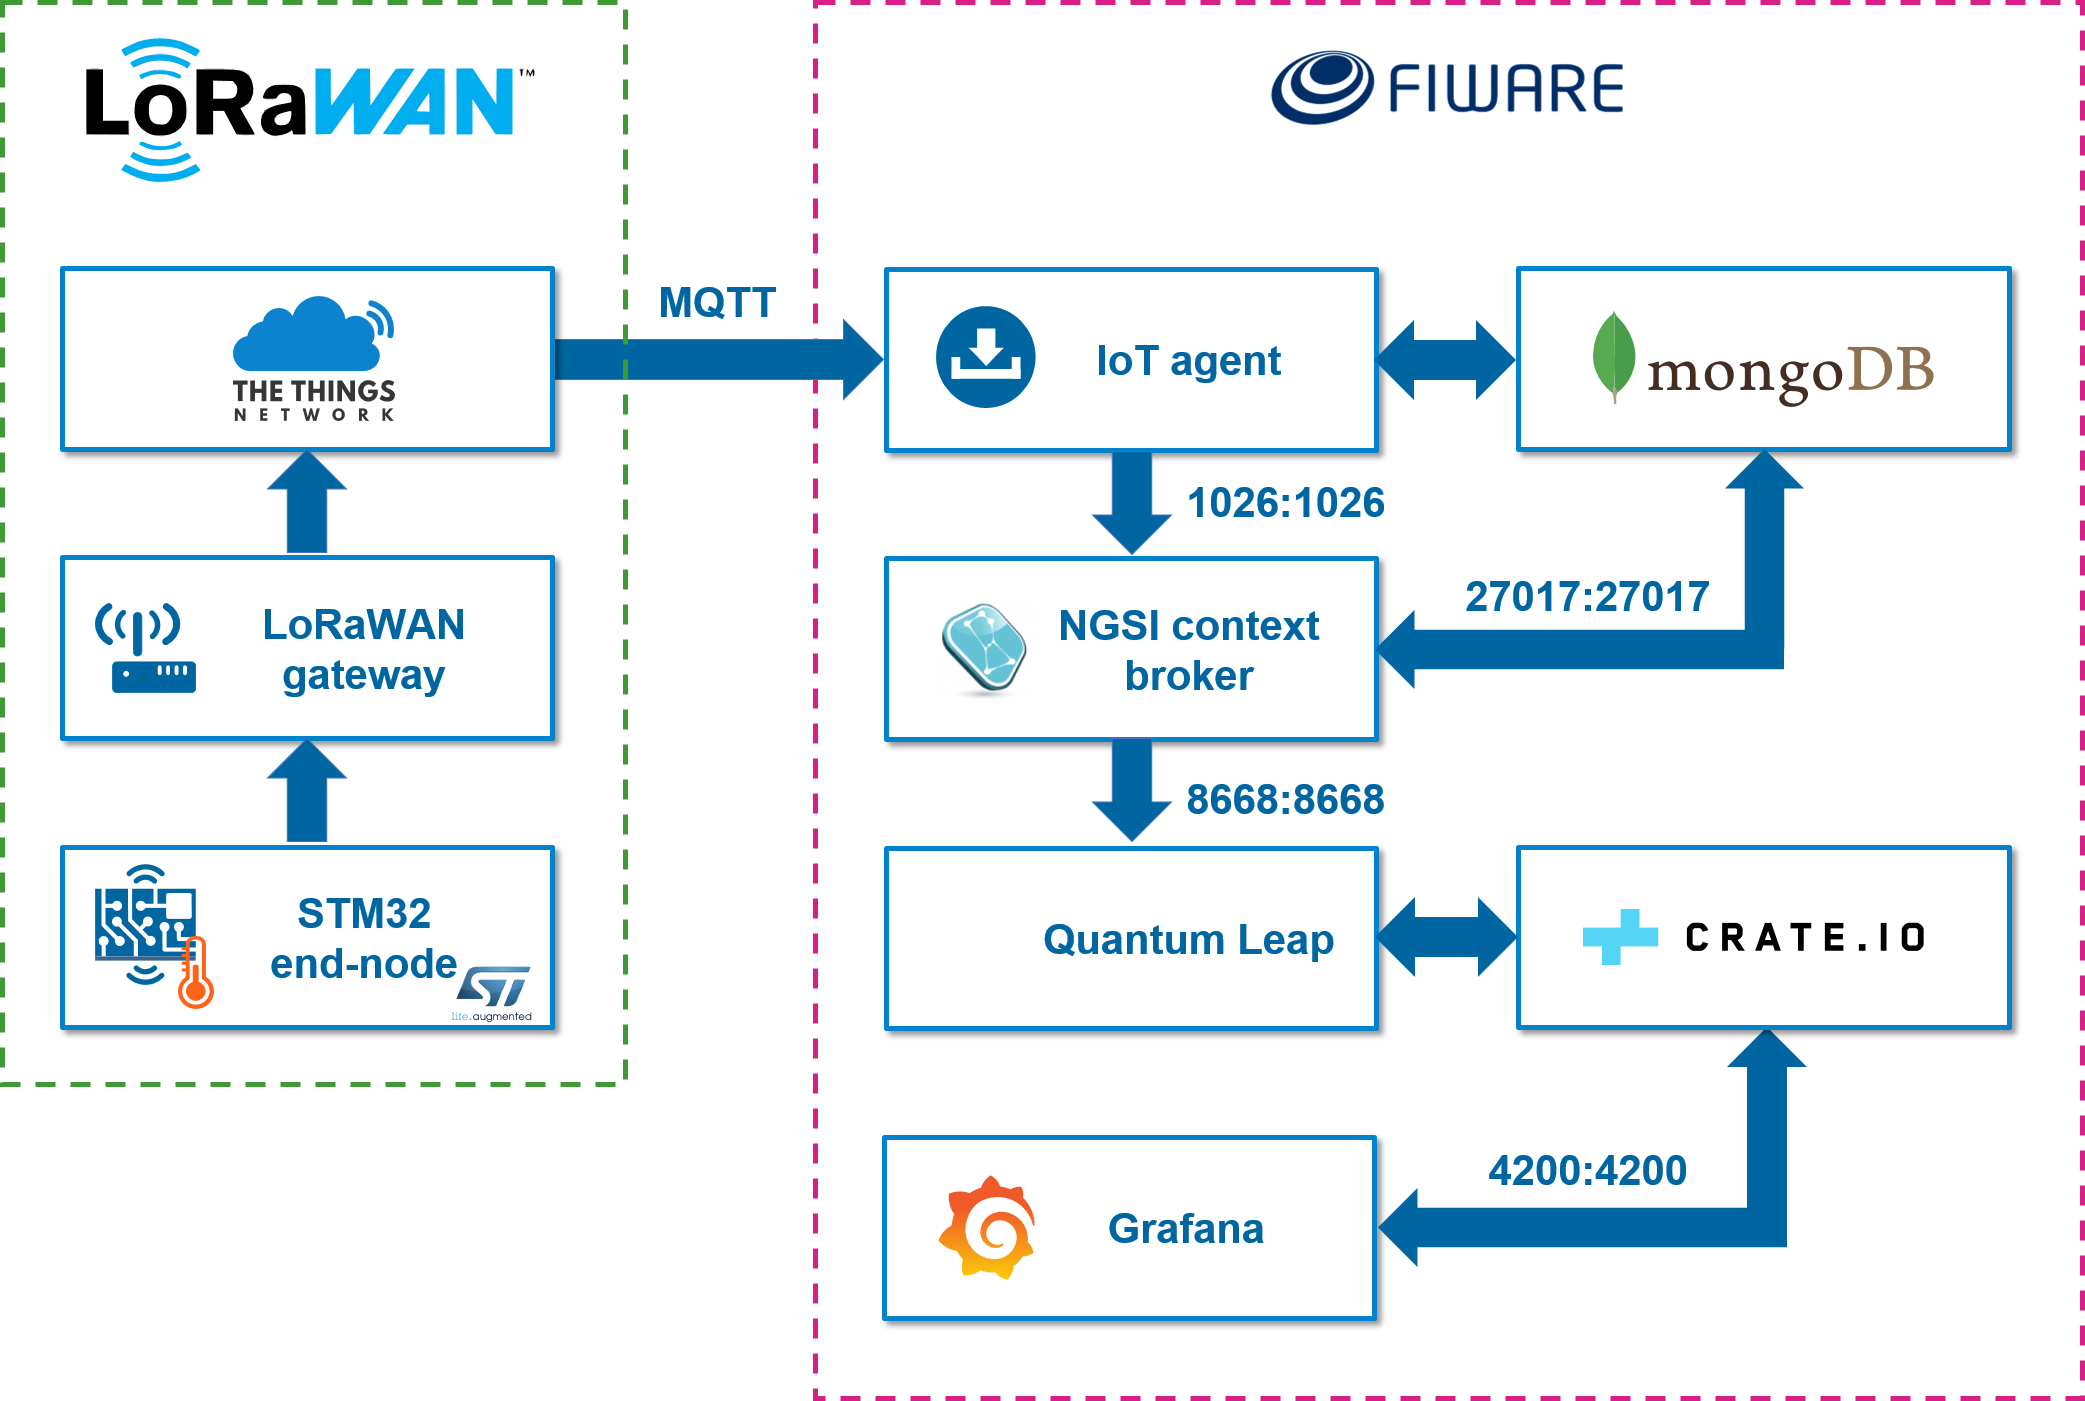 LoRaWAN™
FIWARE
THE THINGS
NETWORK
MQTT
IoT agent
mongoDB
1026:1026
LoRaWAN
gateway
NGSI context
broker
27017:27017
8668:8668
STM32
end-node
ST
life.augmented
Quantum Leap
CRATE.IO
Grafana
4200:4200